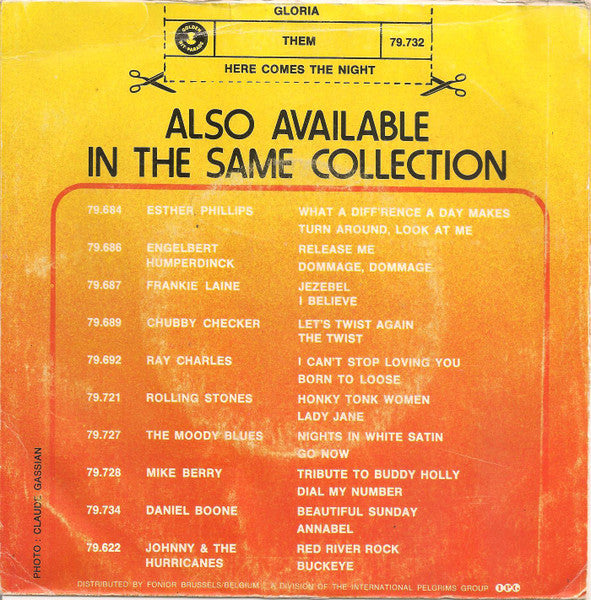 GLORIA
GOLDEN HIT-PARADE THEM 79.732
HERE COMES THE NIGHT
ALSO AVAILABLE
IN THE SAME COLLECTION
79.684 ESTHER PHILLIPS WHAT A DIFF'RENCE A DAY MAKES
TURN AROUND, LOOK AT ME
79.686 ENGELBERT RELEASE ME
HUMPERDINCK DOMMAGE, DOMMAGE
79.687 FRANKIE LAINE JEZEBEL
I BELIEVE
79.689 CHUBBY CHECKER LET'S TWIST AGAIN
THE TWIST
79.692 RAY CHARLES I CAN'T STOP LOVING YOU
BORN TO LOOSE
79.721 ROLLING STONES HONKY TONK WOMEN
LADY JANE
79.727 THE MOODY BLUES NIGHTS IN WHITE SATIN
GO NOW
79.728 MIKE BERRY TRIBUTE TO BUDDY HOLLY
DIAL MY NUMBER
79.734 DANIEL BOONE BEAUTIFUL SUNDAY
ANNABEL
79.622 JOHNNY & THE RED RIVER ROCK
HURRICANES BUCKEYE
DISTRIBUTED BY FONIOR BRUSSELS/BELGIUM A DIVISION OF THE INTERNATIONAL PELGRIMS GROUP IPG
PHOTO : CLAUDE GASSIAN